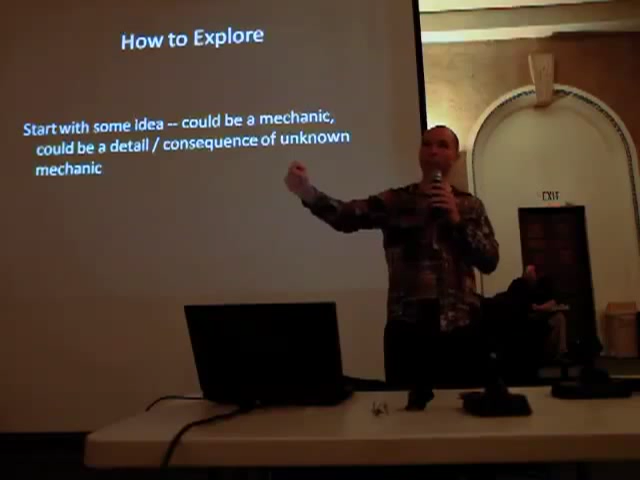 How to Explore
Start with some idea -- could be a mechanic,
could be a detail / consequence of unknown
mechanic
EXIT